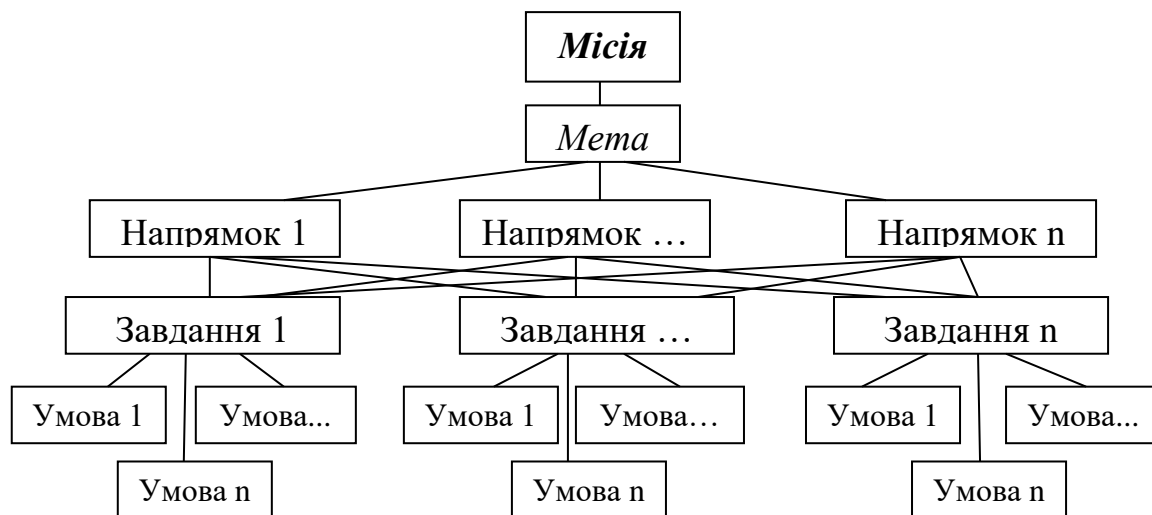 Місія
Мета
Напрямок 1
Напрямок …
Напрямок n
Завдання 1
Завдання …
Завдання n
Умова 1
Умова...
Умова 1
Умова…
Умова 1
Умова...
Умова n
Умова n
Умова n